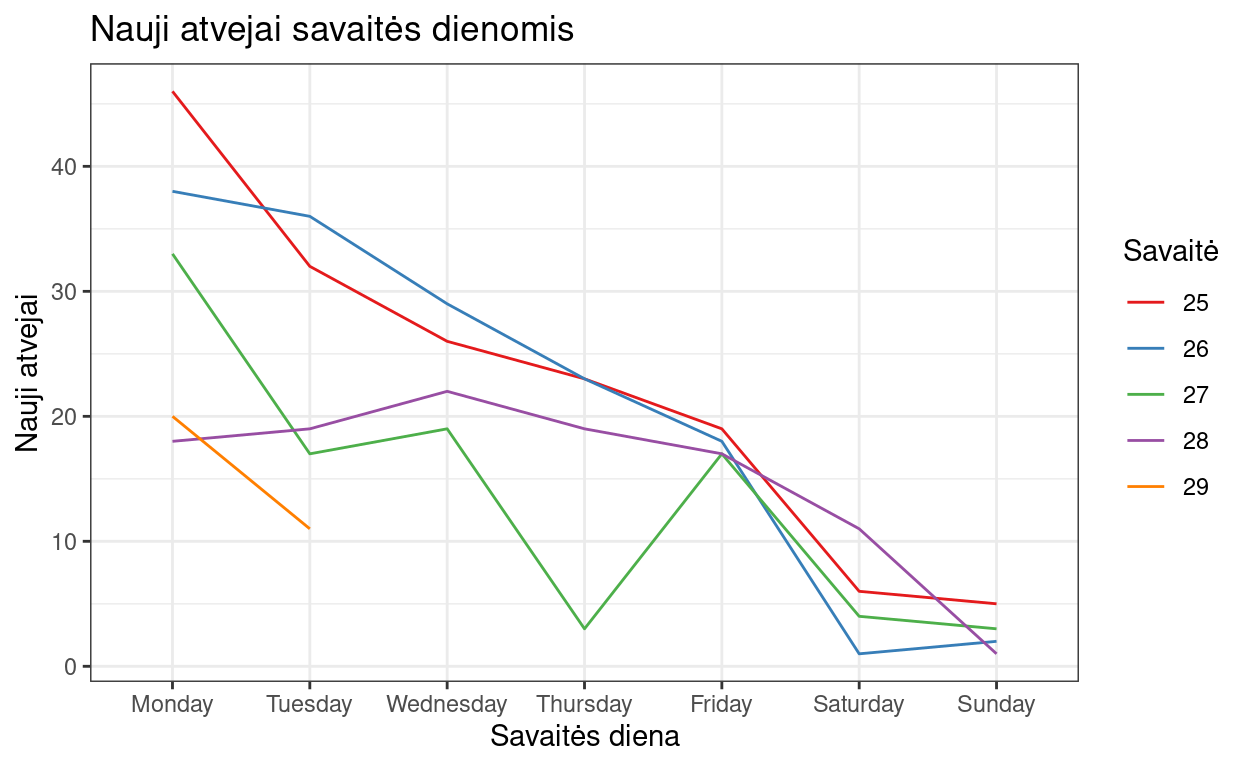 Nauji atvejai savaitės dienomis
Nauji atvejai
40
30
20
10
0
Monday Tuesday Wednesday Thursday Friday Saturday Sunday
Savaitės diena
Savaitė
25
26
27
28
29